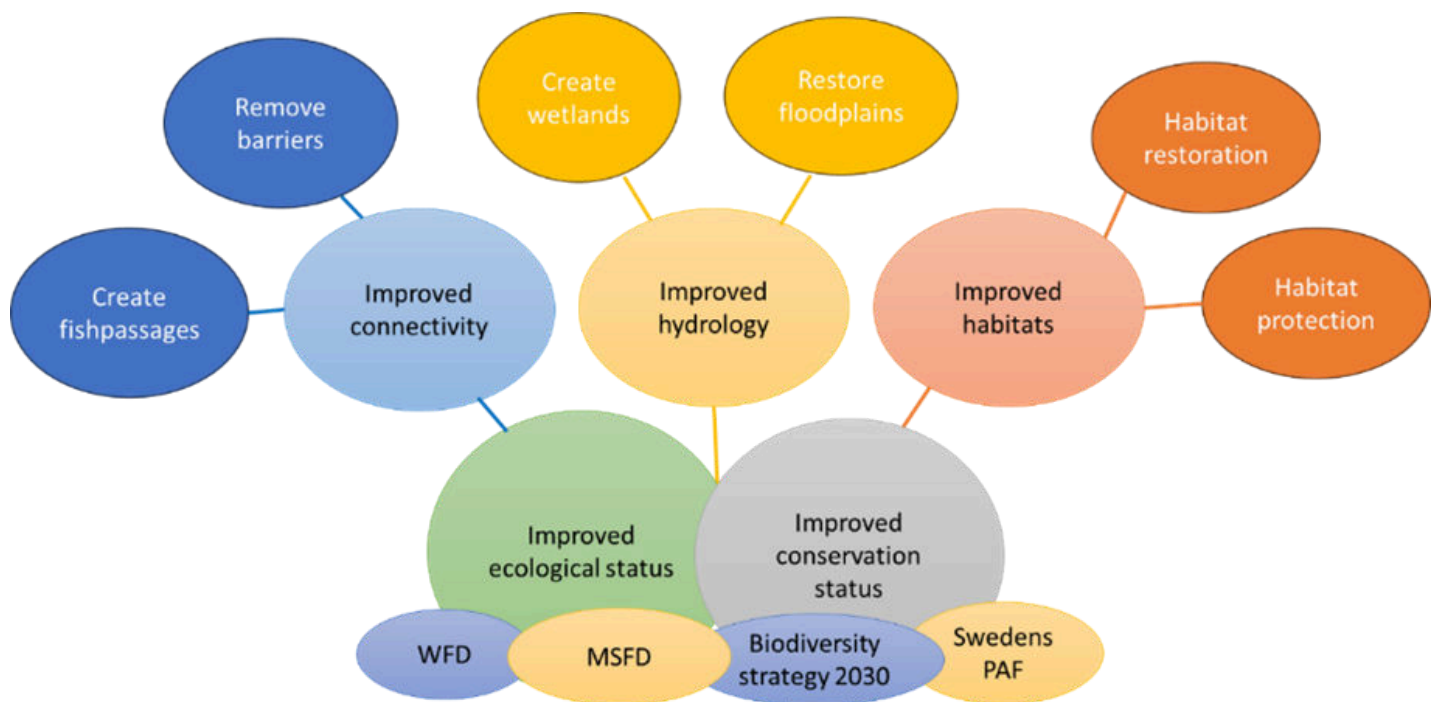 Create
wetlands
Restore
floodplains
Remove
barriers
Habitat
restoration
Create
fishpassages
Improved
connectivity
Improved
hydrology
Improved
habitats
Habitat
protection
Improved
ecological status
Improved
conservation
status
WFD
MSFD
Biodiversity
strategy 2030
Swedens
PAF